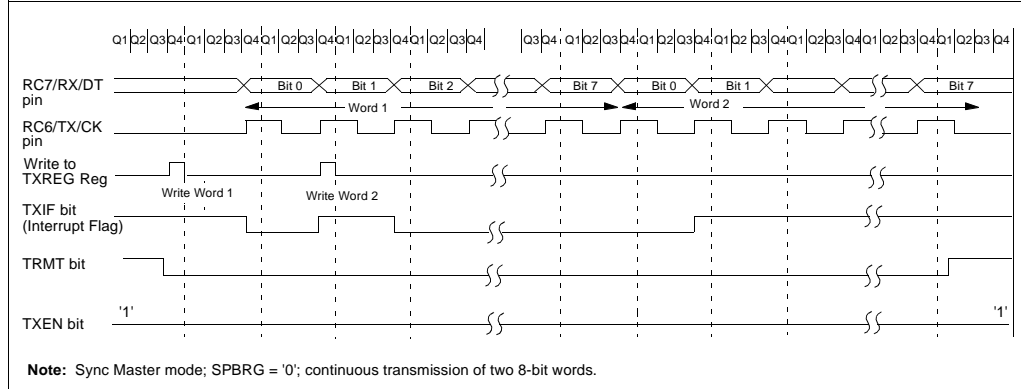 Q1 Q2 Q3 Q4 Q1 Q2 Q3 Q4 Q1 Q2 Q3 Q4 Q1 Q2 Q3 Q4 Q1 Q2 Q3 Q4 Q3 Q4 Q1 Q2 Q3 Q4 Q1 Q2 Q3 Q4 Q1 Q2 Q3 Q4 Q1 Q2 Q3 Q4 Q1 Q2 Q3 Q4 Q1 Q2 Q3 Q4
RC7/RX/DT
pin
Bit 0 Bit 1 Bit 2 Bit 7 Bit 0 Bit 1 Bit 7
Word 1 Word 2
RC6/TX/CK
pin
Write to
TXREG Reg
Write Word 1 Write Word 2
TXIF bit
(Interrupt Flag)
TRMT bit
'1' '1'
TXEN bit
Note: Sync Master mode; SPBRG = '0'; continuous transmission of two 8-bit words.